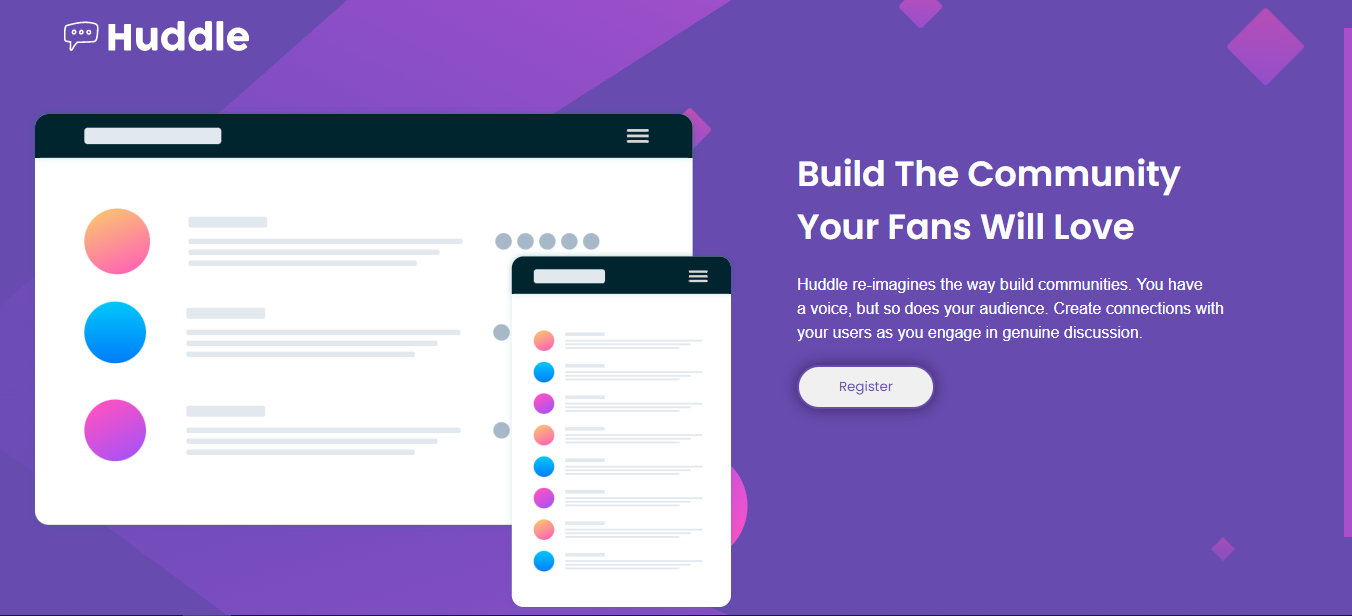 Huddle
Build The Community
Your Fans Will Love
Huddle re-imagines the way build communities. You have
a voice, but so does your audience. Create connections with
your users as you engage in genuine discussion.
Register